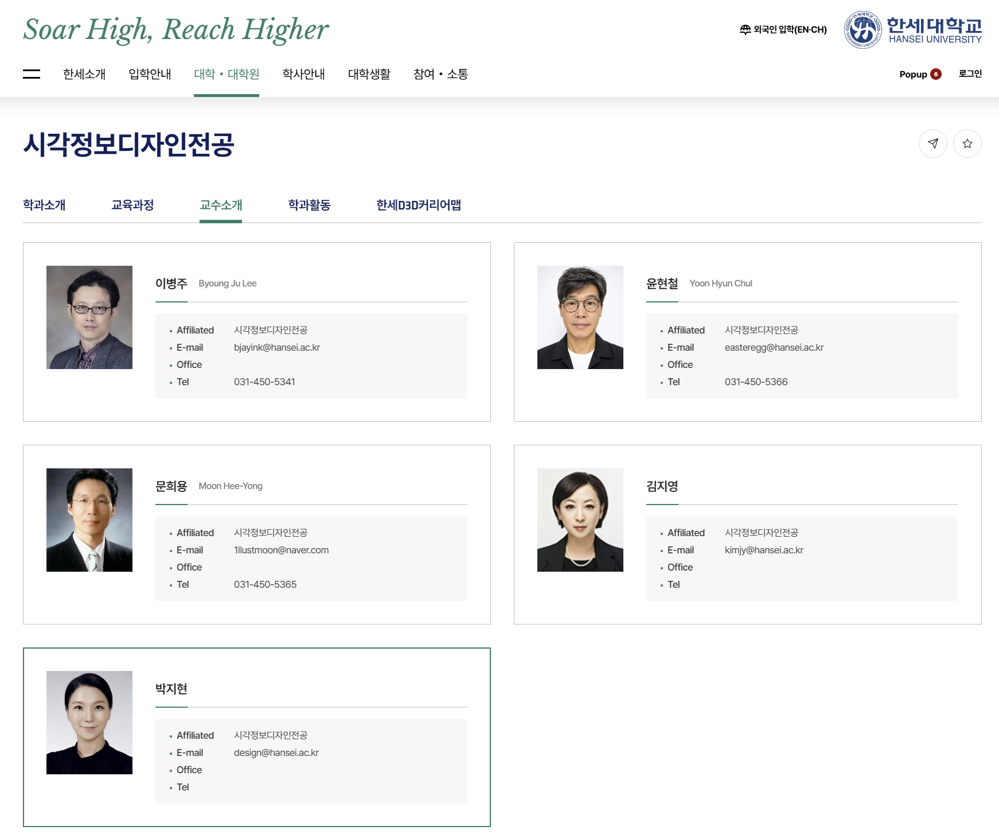 Soar High, Reach Higher
외국인 입학(EN·CH)
한세대학교
HANSEI UNIVERSITY
한세소개
입학안내
대학・대학원
학사안내
대학생활
참여・소통
Popup 6
로그인
시각정보디자인전공
학과소개
교육과정
교수소개
학과활동
한세D3D커리어맵
이병주 Byoung Ju Lee
Affiliated 시각정보디자인전공
E-mail bjayink@hansei.ac.kr
Office
Tel 031-450-5341
윤현철 Yoon Hyun Chul
Affiliated 시각정보디자인전공
E-mail easteregg@hansei.ac.kr
Office
Tel 031-450-5366
문희용 Moon Hee-Yong
Affiliated 시각정보디자인전공
E-mail 1llustmoon@naver.com
Office
Tel 031-450-5365
김지영
Affiliated 시각정보디자인전공
E-mail kimjy@hansei.ac.kr
Office
Tel
박지현
Affiliated 시각정보디자인전공
E-mail design@hansei.ac.kr
Office
Tel